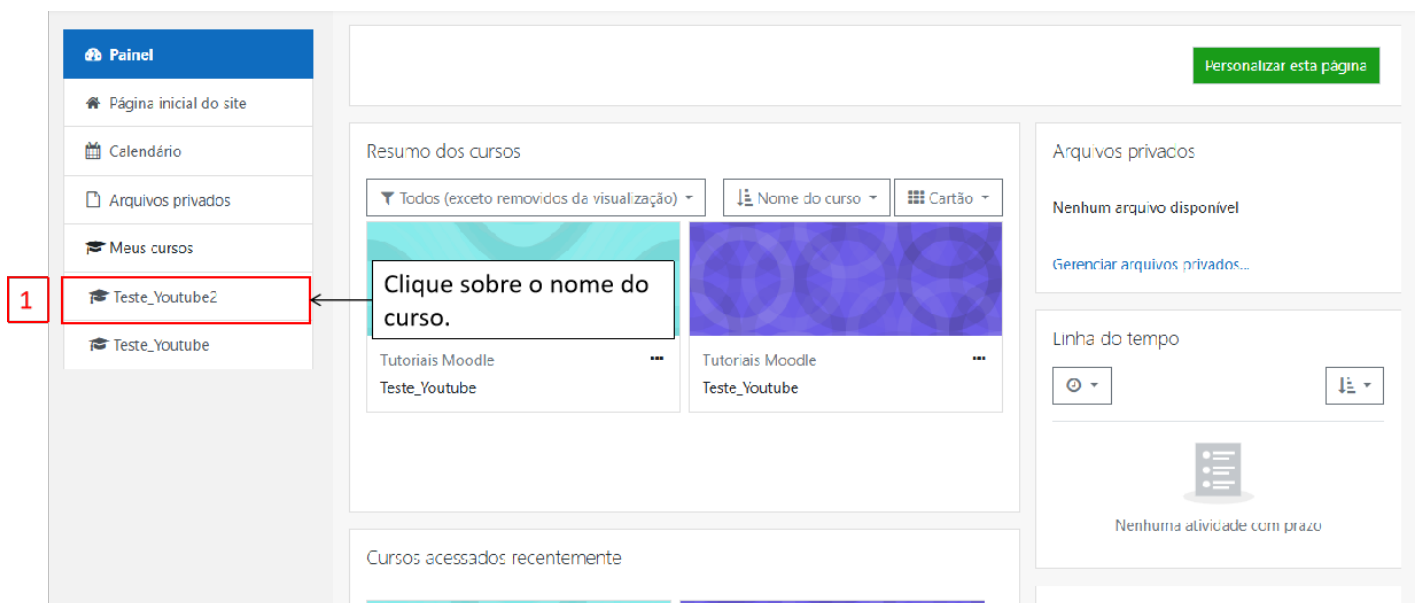 Painel
Página inicial do site
Calendário
Arquivos privados
Meus cursos
1
Teste_Youtube2
Teste_Youtube
Personalizar esta página
Resumo dos cursos
Todos (exceto removidos da visualização)
Nome do curso
Cartão
Clique sobre o nome do
curso.
Tutoriais Moodle
Teste_Youtube
Tutoriais Moodle
Teste_Youtube
Cursos acessados recentemente
Arquivos privados
Nenhum arquivo disponível
Gerenciar arquivos privados...
Linha do tempo
Nenhuma atividade com prazo